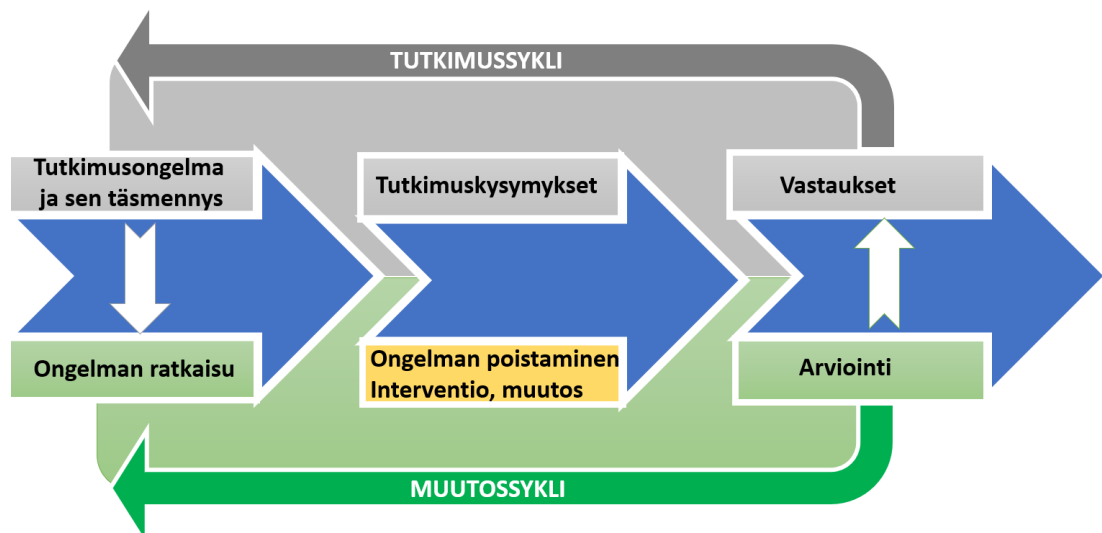 TUTKIMUSSYKLI
Tutkimusongelma
ja sen täsmennys
Tutkimuskysymykset
Vastaukset
Ongelman ratkaisu
Ongelman poistaminen
Interventio, muutos
Arviointi
MUUTOSSYKLI